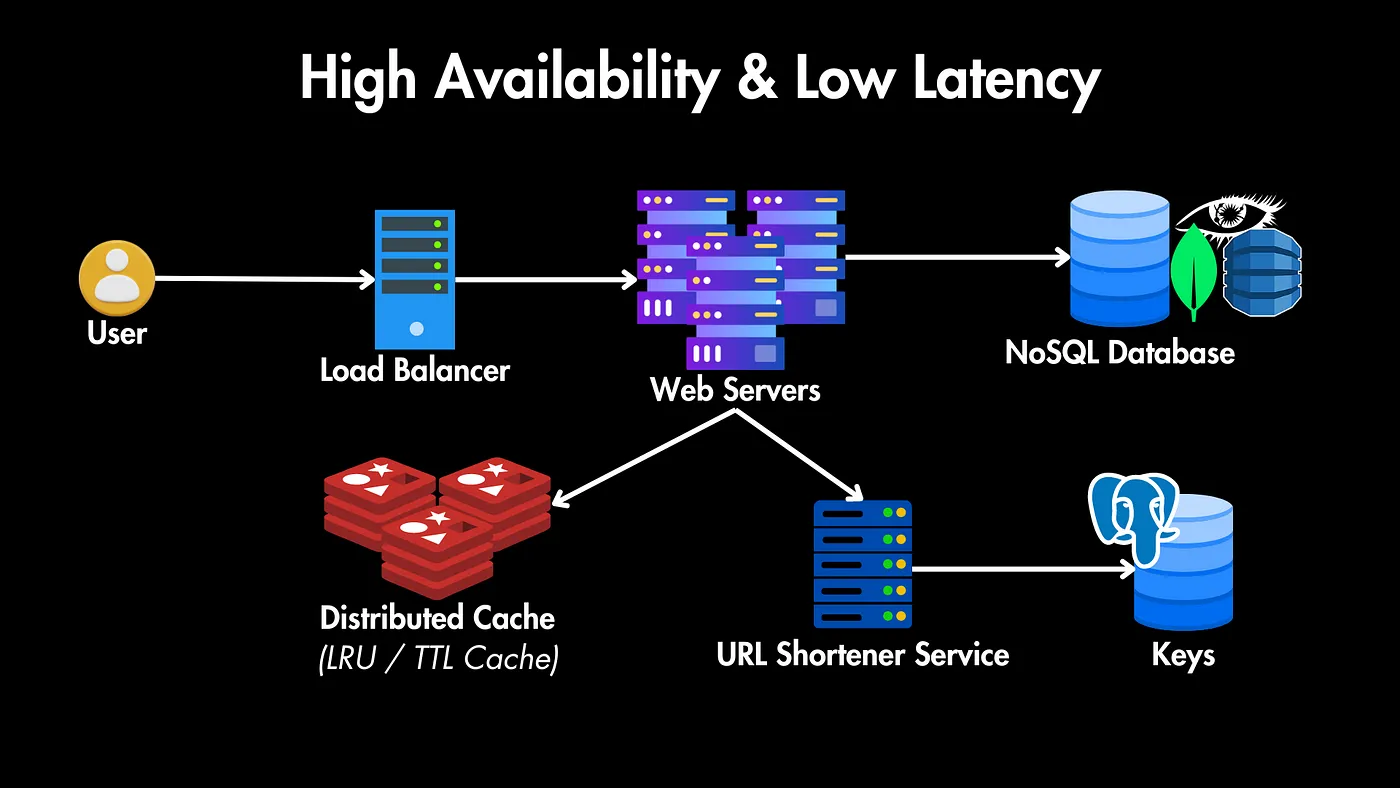 High Availability & Low Latency
User
Load Balancer
Web Servers
NoSQL Database
Distributed Cache
(LRU / TTL Cache)
URL Shortener Service
Keys